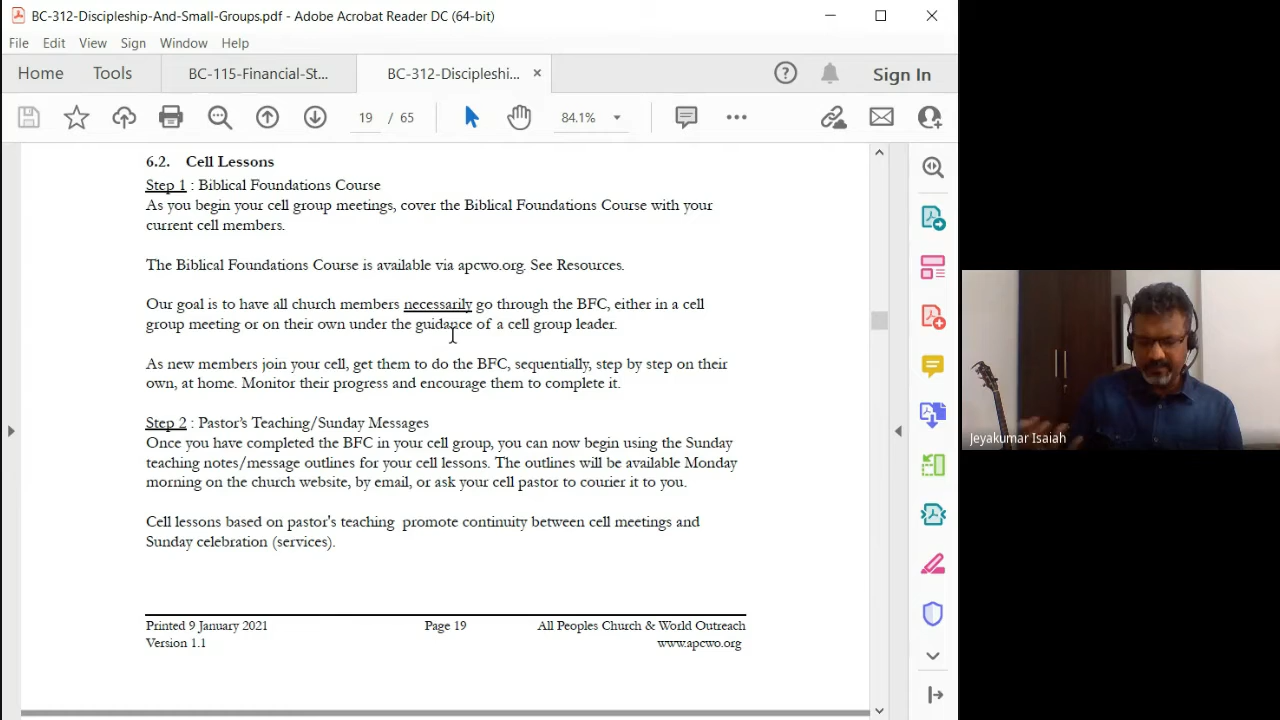 BC-312-Discipleship-And-Small-Groups.pdf - Adobe Acrobat Reader DC (64-bit)
File Edit View Sign Window Help
Home Tools BC-115-Financial-St... BC-312-Discipleshi... Sign In
19 / 65 84.1%
6.2. Cell Lessons
Step 1 : Biblical Foundations Course
As you begin your cell group meetings, cover the Biblical Foundations Course with your
current cell members.
The Biblical Foundations Course is available via apcwo.org. See Resources.
Our goal is to have all church members necessarily go through the BFC, either in a cell
group meeting or on their own under the guidance of a cell group leader.
As new members join your cell, get them to do the BFC, sequentially, step by step on their
own, at home. Monitor their progress and encourage them to complete it.
Step 2 : Pastor's Teaching/Sunday Messages
Once you have completed the BFC in your cell group, you can now begin using the Sunday
teaching notes/message outlines for your cell lessons. The outlines will be available Monday
morning on the church website, by email, or ask your cell pastor to courier it to you.
Cell lessons based on pastor's teaching promote continuity between cell meetings and
Sunday celebration (services).
Printed 9 January 2021 Page 19 All Peoples Church & World Outreach
Version 1.1 www.apcwo.org
Jeyakumar Isaiah